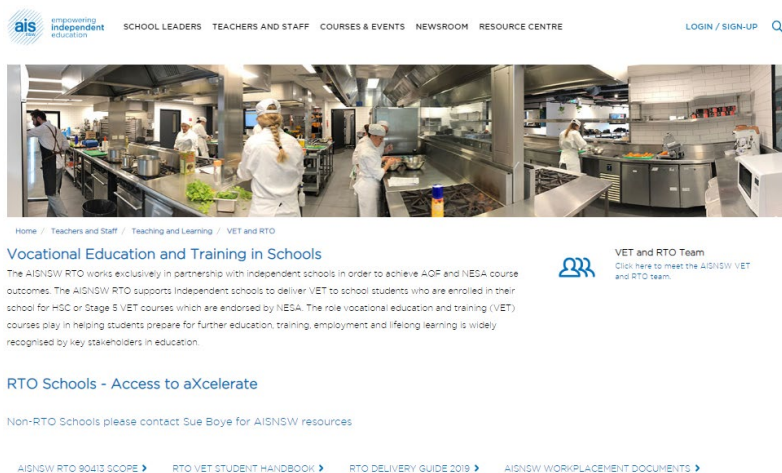 ais
NSW
empowering
independent
education
SCHOOL LEADERS TEACHERS AND STAFF COURSES & EVENTS NEWSROOM RESOURCE CENTRE
LOGIN / SIGN-UP
Home / Teachers and Staff / Teaching and Learning / VET and RTO
Vocational Education and Training in Schools
The AISNSW RTO works exclusively in partnership with independent schools in order to achieve AQF and NESA course
outcomes. The AISNSW RTO supports Independent schools to deliver VET to school students who are enrolled in their
school for HSC or Stage 5 VET courses which are endorsed by NESA. The role vocational education and training (VET)
courses play in helping students prepare for further education, training, employment and lifelong learning is widely
recognised by key stakeholders in education.
VET and RTO Team
Click here to meet the AISNSW VET
and RTO team.
RTO Schools - Access to aXcelerate
Non-RTO Schools please contact Sue Boye for AISNSW resources
AISNSW RTO 90413 SCOPE RTO VET STUDENT HANDBOOK RTO DELIVERY GUIDE 2019 AISNSW WORKPLACEMENT DOCUMENTS